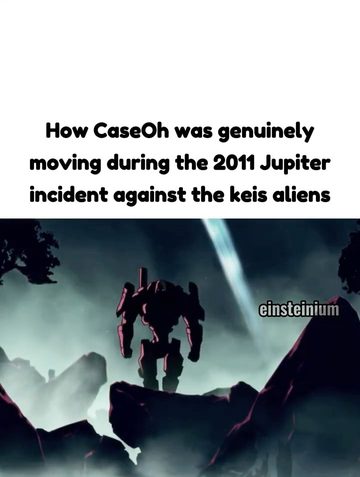 How CaseOh was genuinely
moving during the 2011 Jupiter
incident against the keis aliens
einsteinium